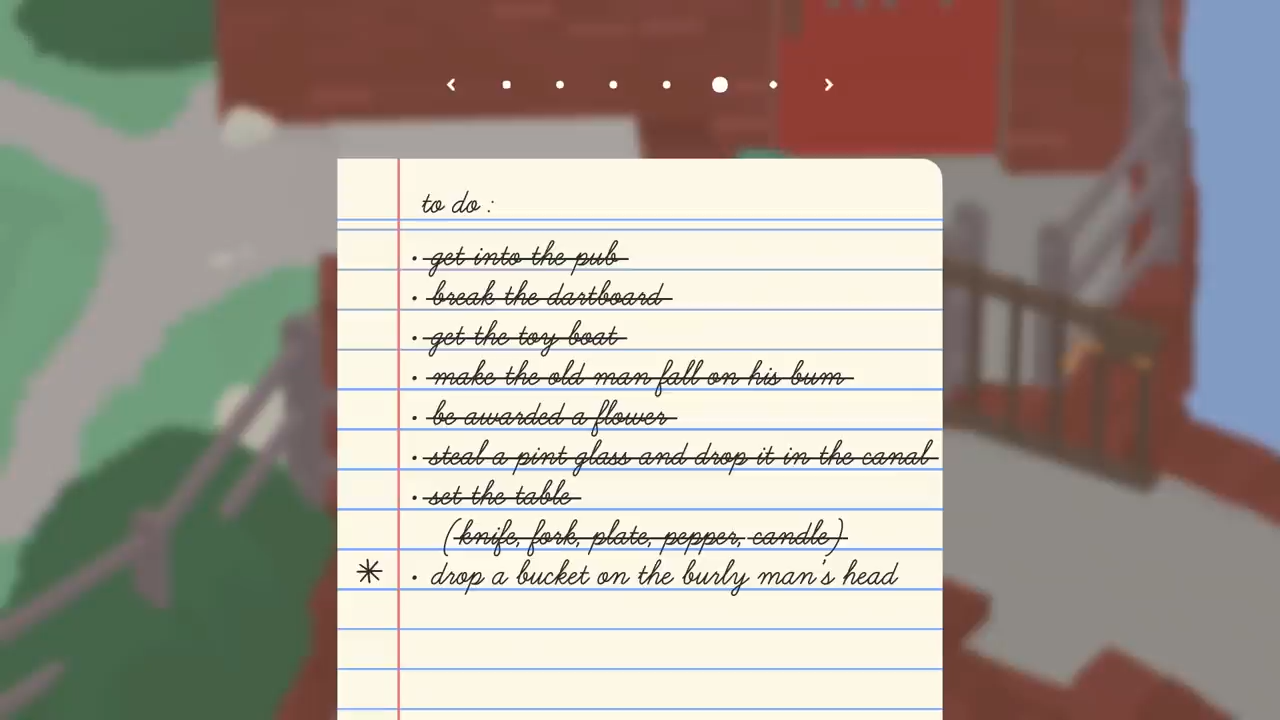 to do :
• get into the pub
• break the dartboard
• get the toy boat
• make the old man fall on his bum
• be awarded a flower
• steal a pint glass and drop it in the canal
• set the table
(knife, fork, plate, pepper, candle)
* • drop a bucket on the burly man's head